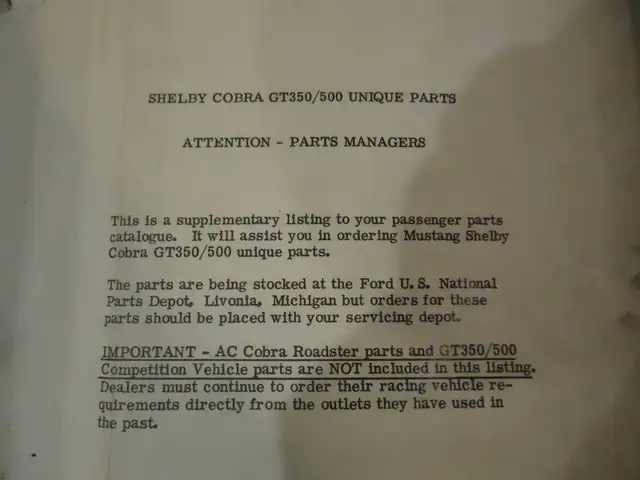 SHELBY COBRA GT350/500 UNIQUE PARTS
ATTENTION - PARTS MANAGERS
This is a supplementary listing to your passenger parts
catalogue. It will assist you in ordering Mustang Shelby
Cobra GT350/500 unique parts.
The parts are being stocked at the Ford U.S. National
Parts Depot, Livonia, Michigan but orders for these
parts should be placed with your servicing depot.
IMPORTANT - AC Cobra Roadster parts and GT350/500
Competition Vehicle parts are NOT included in this listing.
Dealers must continue to order their racing vehicle re-
quirements directly from the outlets they have used in
the past.